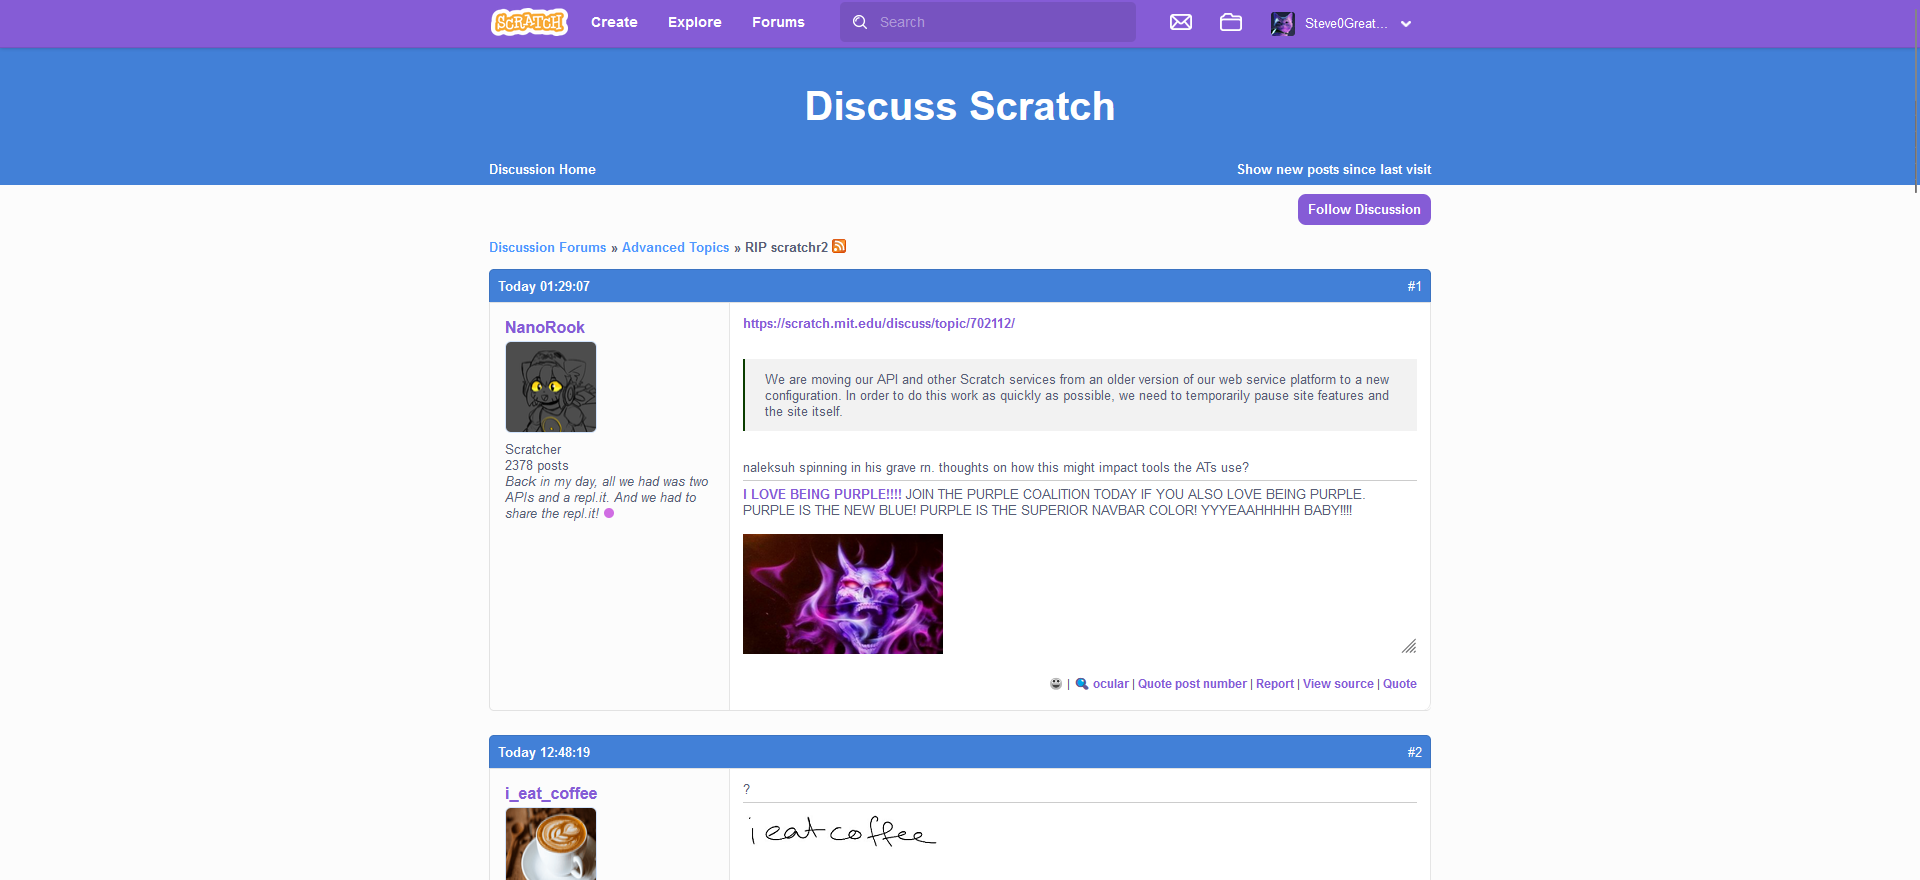 SCRATCH Create Explore Forums Search Steve0Great...
Discuss Scratch
Discussion Home Show new posts since last visit
Follow Discussion
Discussion Forums » Advanced Topics » RIP scratchr2
Today 01:29:07 #1
NanoRook
Scratcher
2378 posts
Back in my day, all we had was two
APIs and a repl.it. And we had to
share the repl.it!
https://scratch.mit.edu/discuss/topic/702112/
We are moving our API and other Scratch services from an older version of our web service platform to a new
configuration. In order to do this work as quickly as possible, we need to temporarily pause site features and
the site itself.
naleksuh spinning in his grave rn. thoughts on how this might impact tools the ATs use?
I LOVE BEING PURPLE!!!! JOIN THE PURPLE COALITION TODAY IF YOU ALSO LOVE BEING PURPLE.
PURPLE IS THE NEW BLUE! PURPLE IS THE SUPERIOR NAVBAR COLOR! YYYEAAHHHHH BABY!!!!
| ocular | Quote post number | Report | View source | Quote
Today 12:48:19 #2
i_eat_coffee
?
i eat coffee